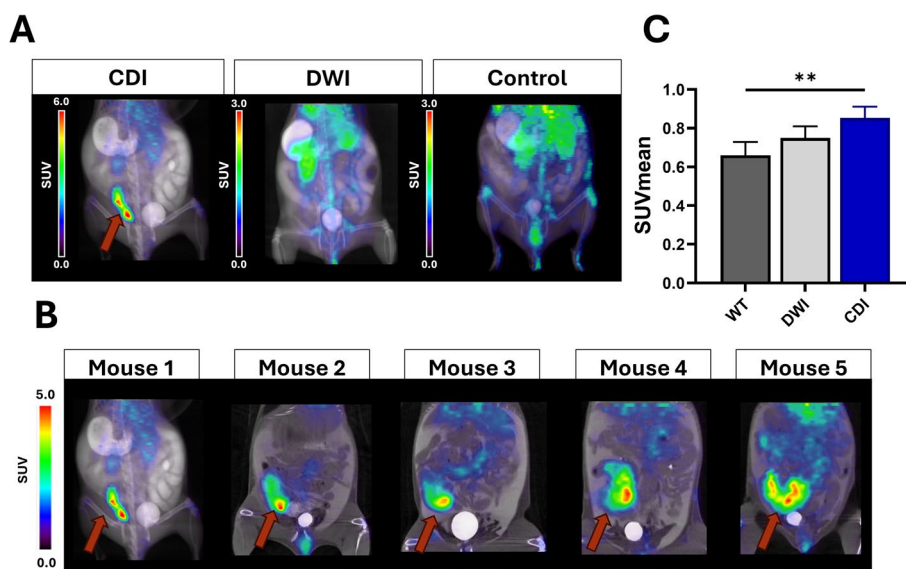 A
CDI
DWI
Control
6.0
SUV
0.0
3.0
SUV
0.0
3.0
SUV
0.0
C
**
SUVmean
1.0
0.8
0.6
0.4
0.2
0.0
WT
DWI
CDI
B
Mouse 1
Mouse 2
Mouse 3
Mouse 4
Mouse 5
5.0
SUV
0.0